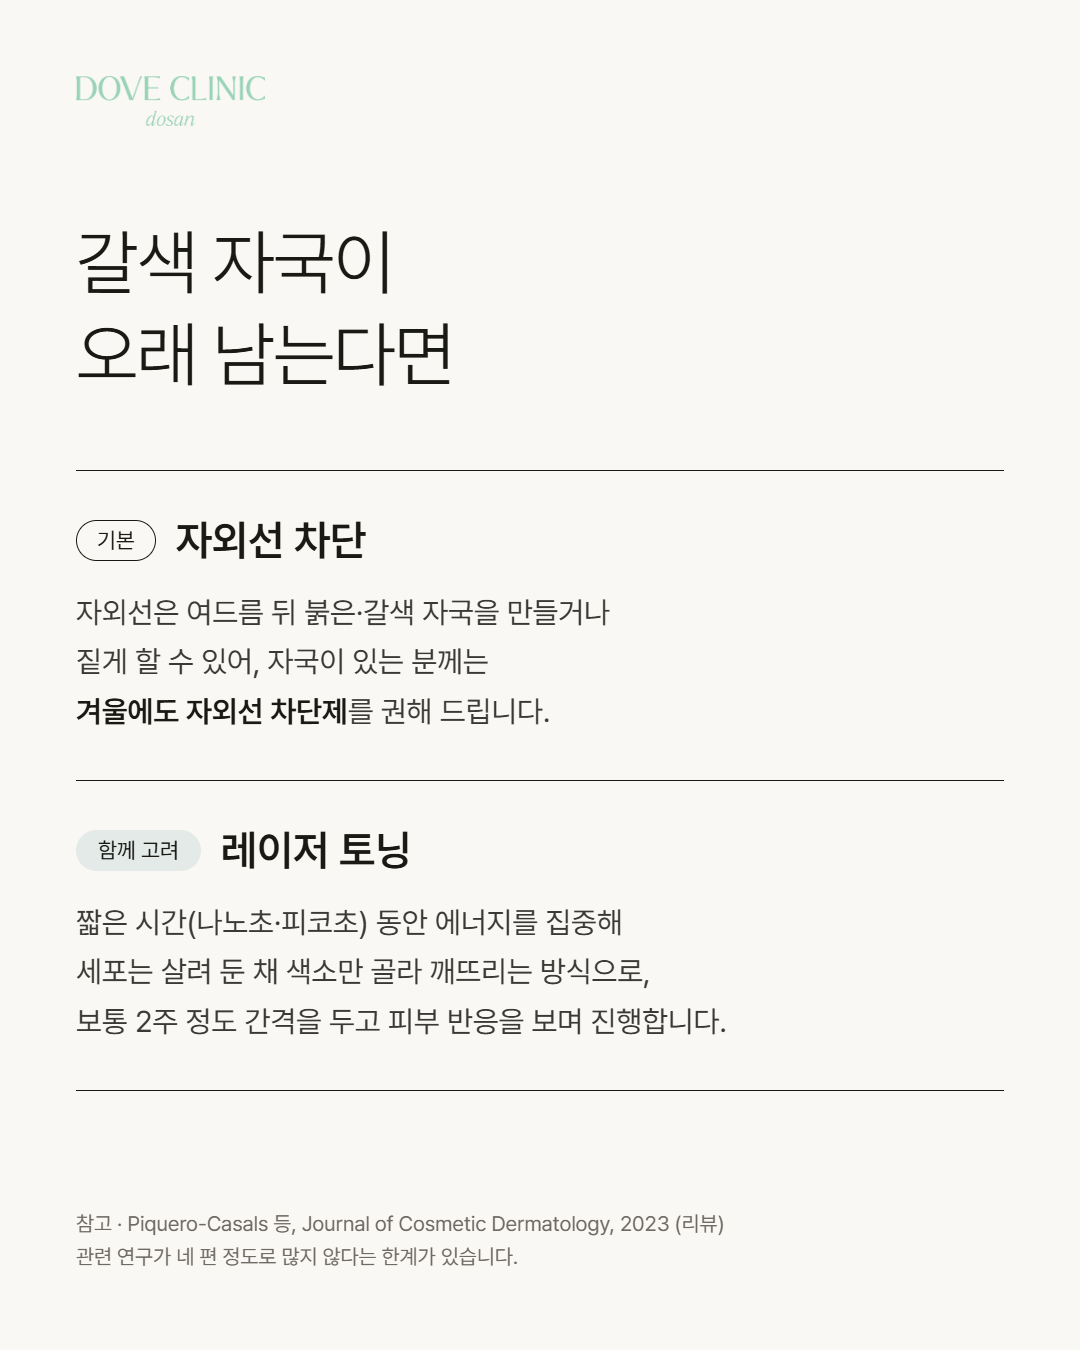 DOVE CLINIC
dosan
갈색 자국이
오래 남는다면
기본 자외선 차단
자외선은 여드름 뒤 붉은·갈색 자국을 만들거나
짙게 할 수 있어, 자국이 있는 분께는
겨울에도 자외선 차단제를 권해 드립니다.
함께 고려 레이저 토닝
짧은 시간(나노초·피코초) 동안 에너지를 집중해
세포는 살려 둔 채 색소만 골라 깨뜨리는 방식으로,
보통 2주 정도 간격을 두고 피부 반응을 보며 진행합니다.
참고 · Piquero-Casals 등, Journal of Cosmetic Dermatology, 2023 (리뷰)
관련 연구가 네 편 정도로 많지 않다는 한계가 있습니다.